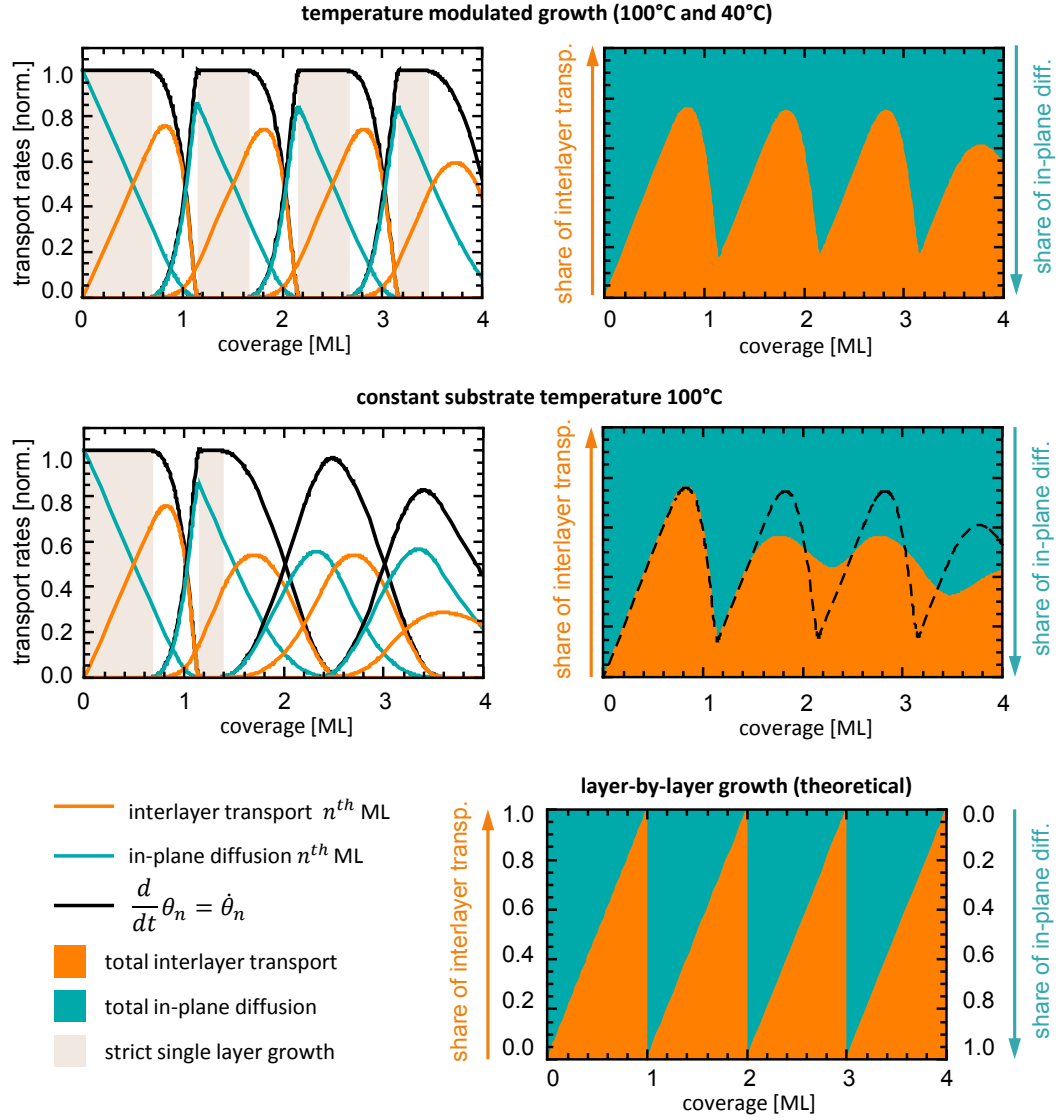 temperature modulated growth (100°C and 40°C)
transport rates [norm.]
1.0
0.8
0.6
0.4
0.2
0.0
0 1 2 3 4
coverage [ML]
share of interlayer transp.
0 1 2 3 4
coverage [ML]
share of in-plane diff.
constant substrate temperature 100°C
transport rates [norm.]
1.0
0.8
0.6
0.4
0.2
0.0
0 1 2 3 4
coverage [ML]
share of interlayer transp.
0 1 2 3 4
coverage [ML]
share of in-plane diff.
interlayer transport nᵗʰ ML
in-plane diffusion nᵗʰ ML
d/dt θₙ = θ̇ₙ
total interlayer transport
total in-plane diffusion
strict single layer growth
layer-by-layer growth (theoretical)
share of interlayer transp.
1.0
0.8
0.6
0.4
0.2
0.0
0 1 2 3 4
coverage [ML]
0.0
0.2
0.4
0.6
0.8
1.0
share of in-plane diff.